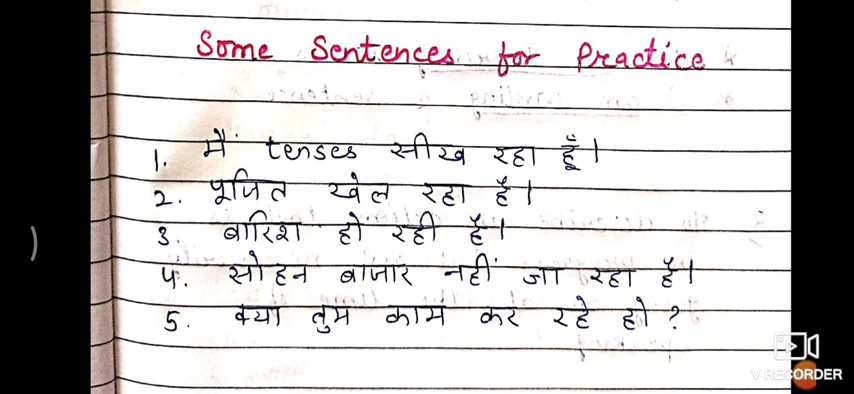 Some Sentences for Practice
1. मैं tenses सीख रहा हूँ।
2. पूजित खेल रहा है।
3. बारिश हो रही है।
4. सोहन बाजार नहीं जा रहा है।
5. क्या तुम काम कर रहे हो ?
V RECORDER